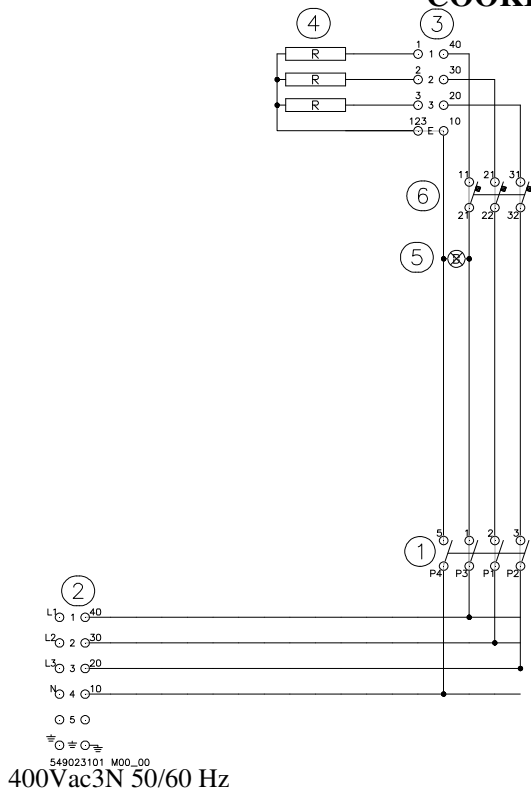 4 3
R 1 1 40
R 2 2 30
R 3 3 20
123 E 10
11 21 31
6
21 22 32
5
5 1 2 3
1
P4 P3 P1 P2
2
L1 1 40
L2 2 30
L3 3 20
N 4 10
5
549023101 M00_00
400Vac3N 50/60 Hz